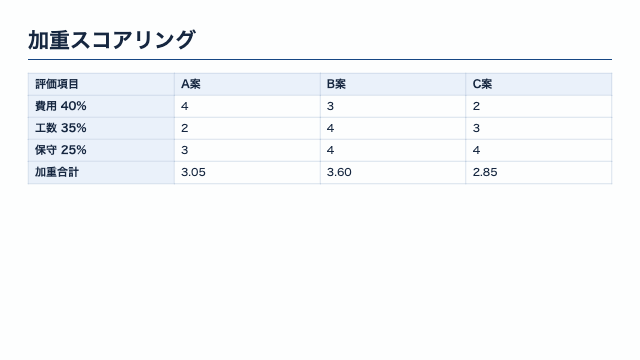 加重スコアリング
評価項目 A案 B案 C案
費用 40% 4 3 2
工数 35% 2 4 3
保守 25% 3 4 4
加重合計 3.05 3.60 2.85